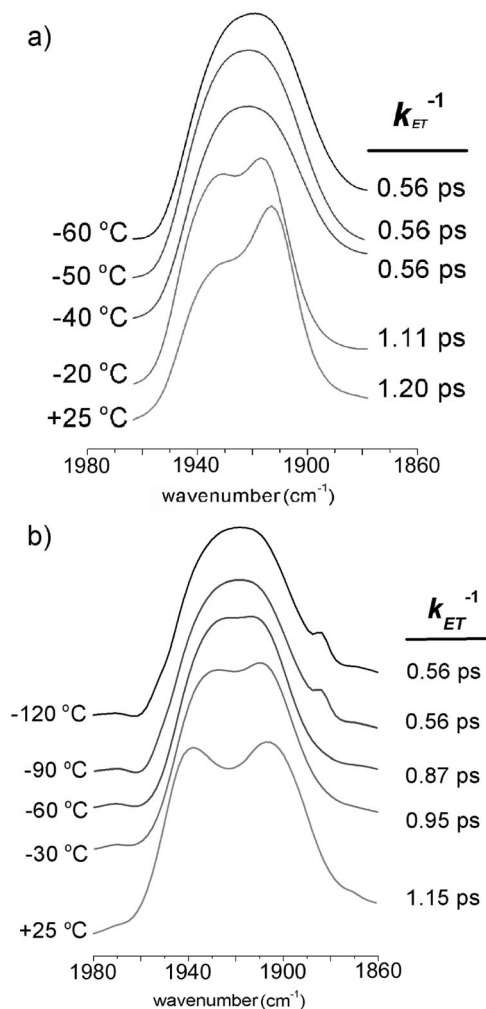 a)
k_ET^-1
-60 °C 0.56 ps
-50 °C 0.56 ps
-40 °C 0.56 ps
-20 °C 1.11 ps
+25 °C 1.20 ps
1980 1940 1900 1860
wavenumber (cm^-1)
b)
k_ET^-1
-120 °C 0.56 ps
-90 °C 0.56 ps
-60 °C 0.87 ps
-30 °C 0.95 ps
+25 °C 1.15 ps
1980 1940 1900 1860
wavenumber (cm^-1)